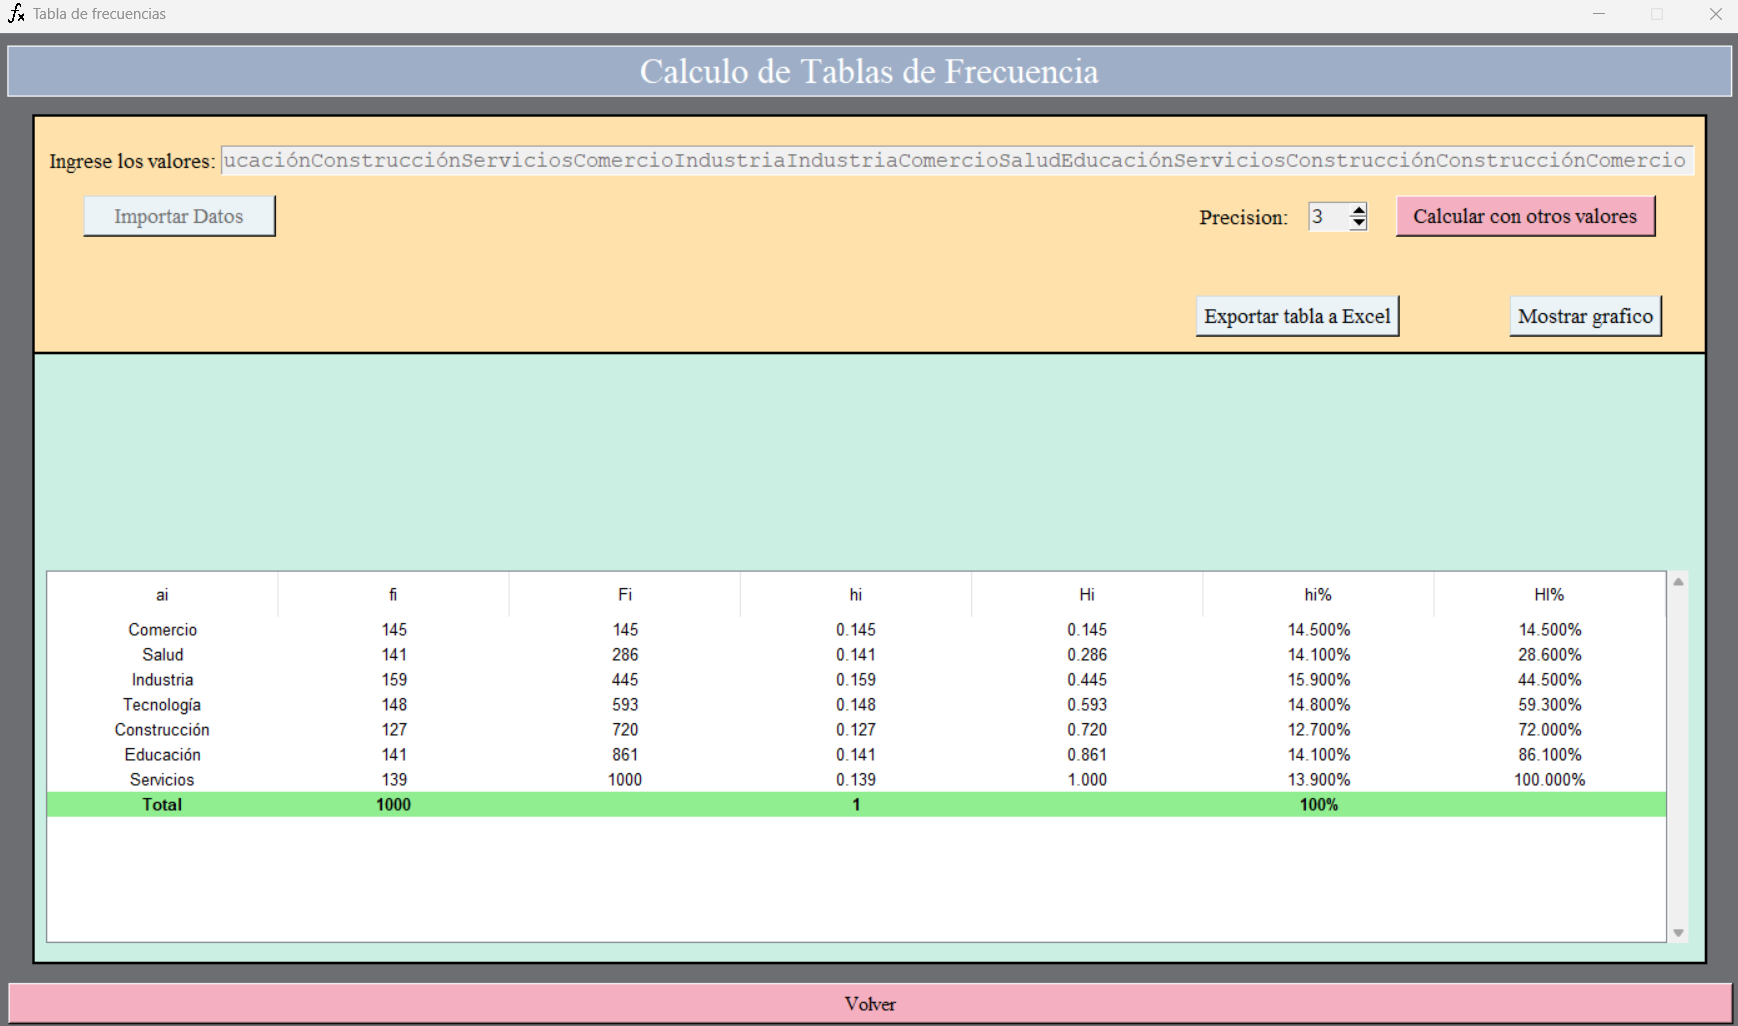 Tabla de frecuencias
Calculo de Tablas de Frecuencia
Ingrese los valores: ucaciónConstrucciónServiciosComercioIndustriaIndustriaComercioSaludEducaciónServiciosConstrucciónConstrucciónComercio
Importar Datos Precision: 3 Calcular con otros valores
Exportar tabla a Excel Mostrar grafico
ai fi Fi hi Hi hi% HI%
Comercio 145 145 0.145 0.145 14.500% 14.500%
Salud 141 286 0.141 0.286 14.100% 28.600%
Industria 159 445 0.159 0.445 15.900% 44.500%
Tecnología 148 593 0.148 0.593 14.800% 59.300%
Construcción 127 720 0.127 0.720 12.700% 72.000%
Educación 141 861 0.141 0.861 14.100% 86.100%
Servicios 139 1000 0.139 1.000 13.900% 100.000%
Total 1000 1 100%
Volver